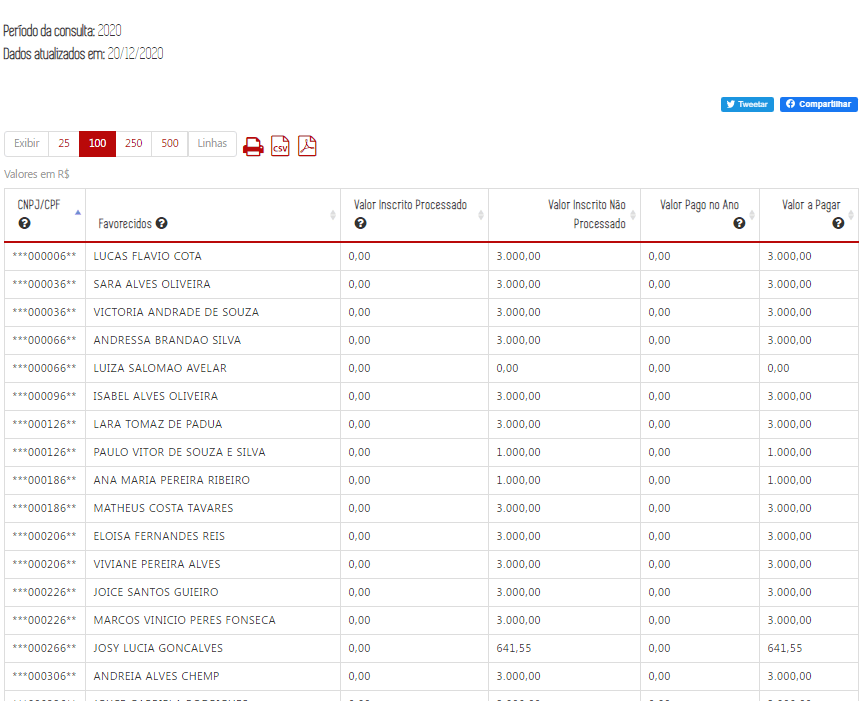 Período da consulta: 2020
Dados atualizados em: 20/12/2020
Tweetar Compartilhar
Exibir 25 100 250 500 Linhas CSV
Valores em R$
CNPJ/CPF Favorecidos Valor Inscrito Processado Valor Inscrito Não Processado Valor Pago no Ano Valor a Pagar
***000006** LUCAS FLAVIO COTA 0,00 3.000,00 0,00 3.000,00
***000036** SARA ALVES OLIVEIRA 0,00 3.000,00 0,00 3.000,00
***000036** VICTORIA ANDRADE DE SOUZA 0,00 3.000,00 0,00 3.000,00
***000066** ANDRESSA BRANDAO SILVA 0,00 3.000,00 0,00 3.000,00
***000066** LUIZA SALOMAO AVELAR 0,00 0,00 0,00 0,00
***000096** ISABEL ALVES OLIVEIRA 0,00 3.000,00 0,00 3.000,00
***000126** LARA TOMAZ DE PADUA 0,00 3.000,00 0,00 3.000,00
***000126** PAULO VITOR DE SOUZA E SILVA 0,00 1.000,00 0,00 1.000,00
***000186** ANA MARIA PEREIRA RIBEIRO 0,00 1.000,00 0,00 1.000,00
***000186** MATHEUS COSTA TAVARES 0,00 3.000,00 0,00 3.000,00
***000206** ELOISA FERNANDES REIS 0,00 3.000,00 0,00 3.000,00
***000206** VIVIANE PEREIRA ALVES 0,00 3.000,00 0,00 3.000,00
***000226** JOICE SANTOS GUIEIRO 0,00 3.000,00 0,00 3.000,00
***000226** MARCOS VINICIO PERES FONSECA 0,00 3.000,00 0,00 3.000,00
***000266** JOSY LUCIA GONCALVES 0,00 641,55 0,00 641,55
***000306** ANDREIA ALVES CHEMP 0,00 3.000,00 0,00 3.000,00